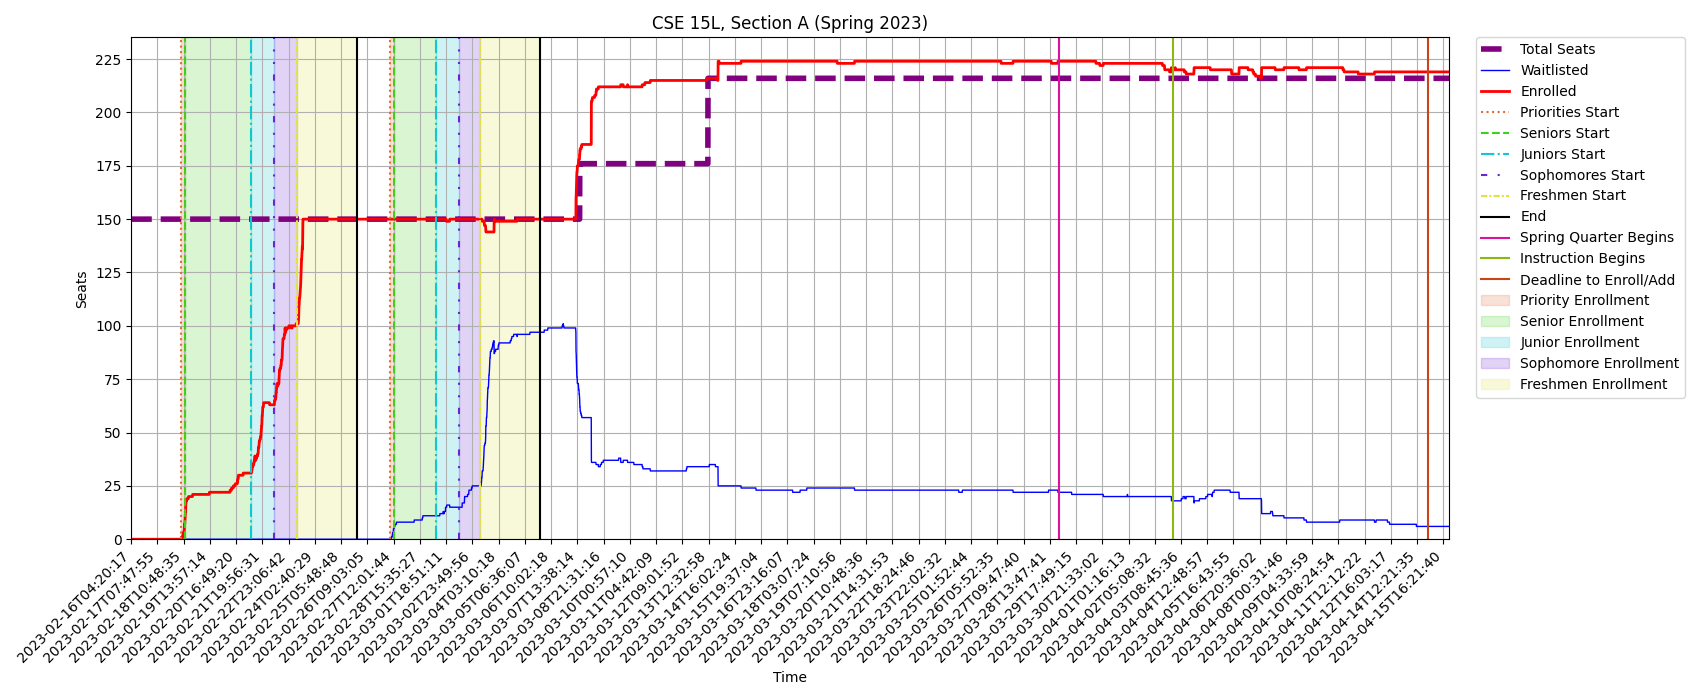 CSE 15L, Section A (Spring 2023)
Seats
225
200
175
150
125
100
75
50
25
0
2023-02-16T04:20:17
2023-02-17T07:47:55
2023-02-18T10:48:35
2023-02-19T13:57:14
2023-02-20T16:49:20
2023-02-21T19:56:31
2023-02-22T23:06:42
2023-02-24T02:40:29
2023-02-25T05:48:48
2023-02-26T09:03:05
2023-02-27T12:01:44
2023-02-28T15:35:27
2023-03-01T18:51:11
2023-03-02T23:49:56
2023-03-04T03:10:18
2023-03-05T06:36:07
2023-03-06T10:02:18
2023-03-07T13:38:14
2023-03-08T21:31:16
2023-03-10T00:57:10
2023-03-11T04:42:09
2023-03-12T09:01:52
2023-03-13T12:32:58
2023-03-14T16:02:24
2023-03-15T19:37:04
2023-03-16T23:16:07
2023-03-18T03:07:24
2023-03-19T07:10:56
2023-03-20T10:48:36
2023-03-21T14:31:53
2023-03-22T18:24:46
2023-03-23T22:02:32
2023-03-25T01:52:44
2023-03-26T05:52:35
2023-03-27T09:47:40
2023-03-28T13:47:41
2023-03-29T17:49:15
2023-03-30T21:33:02
2023-04-01T01:16:13
2023-04-02T05:08:32
2023-04-03T08:45:36
2023-04-04T12:48:57
2023-04-05T16:43:55
2023-04-06T20:36:02
2023-04-08T00:31:46
2023-04-09T04:33:59
2023-04-10T08:24:54
2023-04-11T12:12:22
2023-04-12T16:03:17
2023-04-14T12:21:35
2023-04-15T16:21:40
Time
Total Seats
Waitlisted
Enrolled
Priorities Start
Seniors Start
Juniors Start
Sophomores Start
Freshmen Start
End
Spring Quarter Begins
Instruction Begins
Deadline to Enroll/Add
Priority Enrollment
Senior Enrollment
Junior Enrollment
Sophomore Enrollment
Freshmen Enrollment